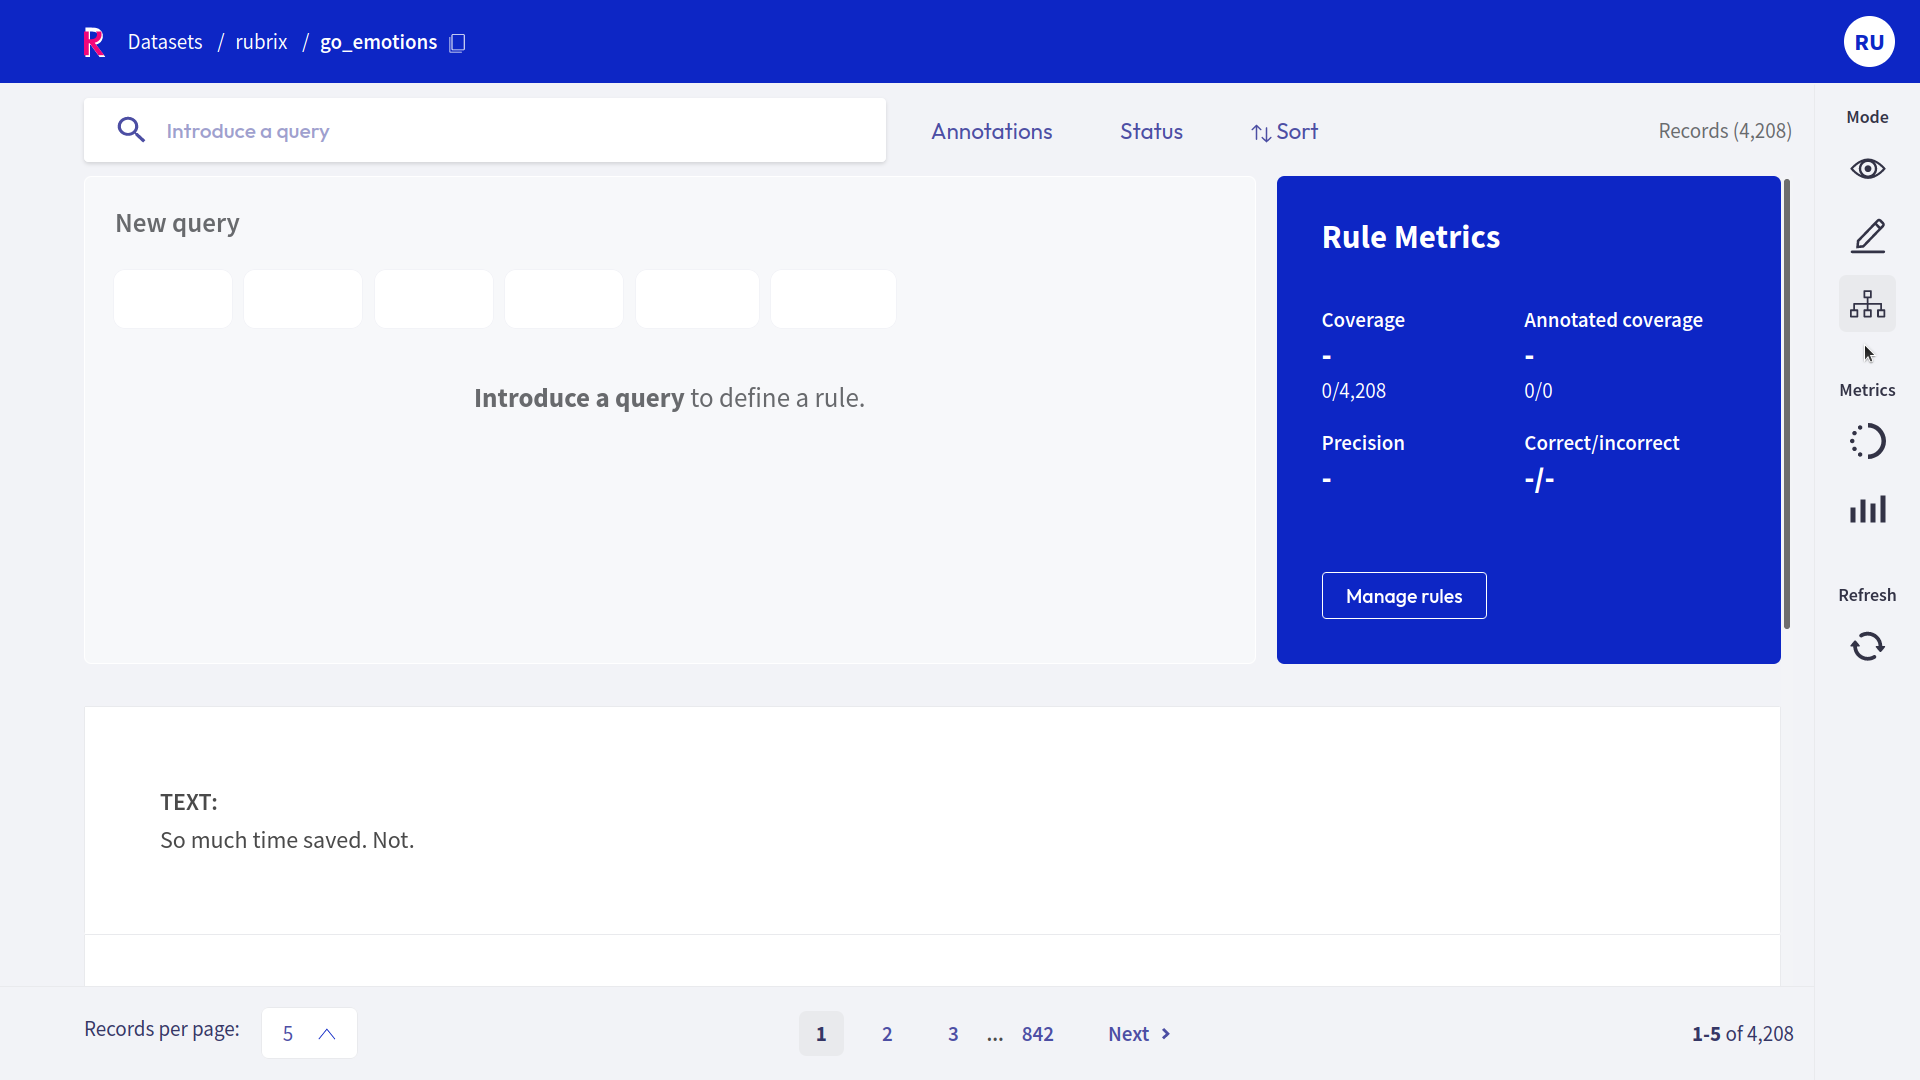 R Datasets / rubrix / go_emotions
RU
Introduce a query
Annotations Status Sort Records (4,208)
Mode
New query
Introduce a query to define a rule.
Rule Metrics
Coverage Annotated coverage
- -
0/4,208 0/0
Precision Correct/incorrect
- -/-
Manage rules
Metrics
Refresh
TEXT:
So much time saved. Not.
Records per page: 5 1 2 3 ... 842 Next 1-5 of 4,208